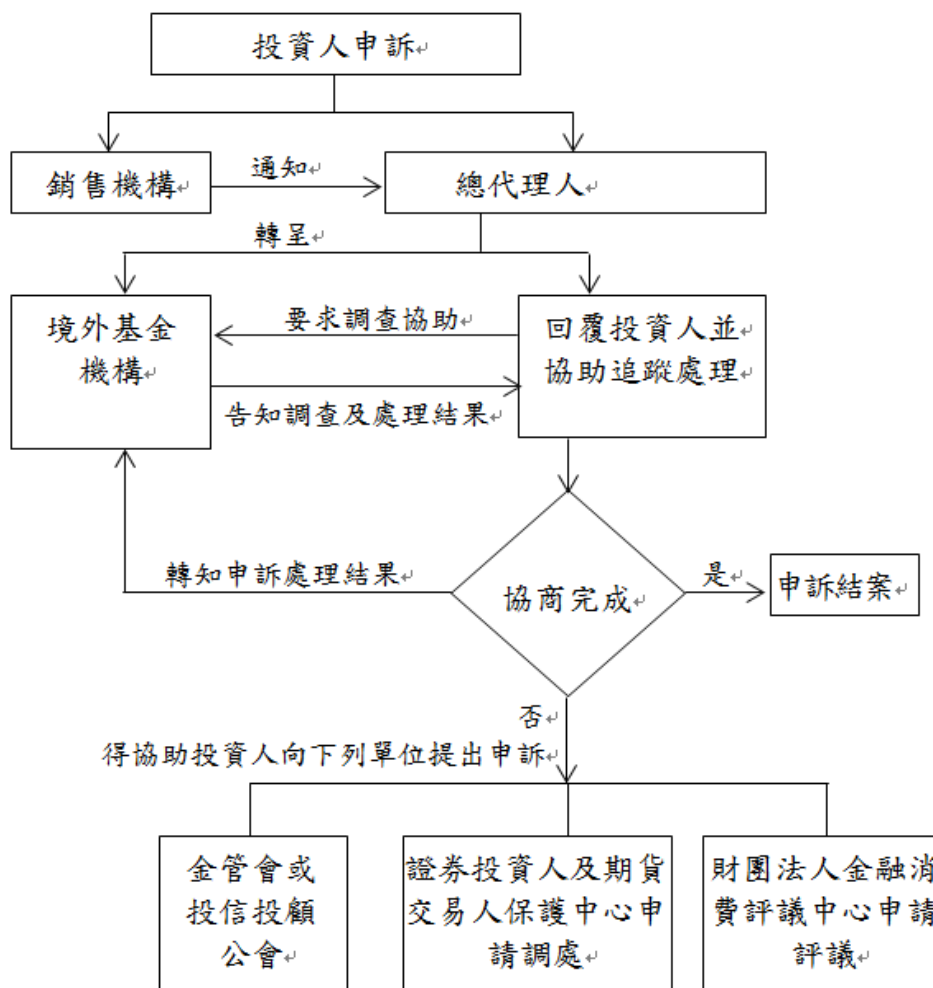 投資人申訴
銷售機構
通知
總代理人
轉呈
境外基金
機構
要求調查協助
告知調查及處理結果
回覆投資人並
協助追蹤處理
轉知申訴處理結果
協商完成
是
申訴結案
否
得協助投資人向下列單位提出申訴
金管會或
投信投顧
公會
證券投資人及期貨
交易人保護中心申
請調處
財團法人金融消
費評議中心申請
評議